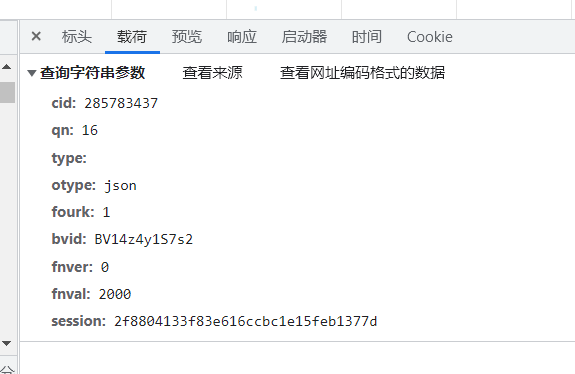 × 标头 载荷 预览 响应 启动器 时间 Cookie
▼查询字符串参数 查看来源 查看网址编码格式的数据
cid: 285783437
qn: 16
type:
otype: json
fourk: 1
bvid: BV14z4y1S7s2
fnver: 0
fnval: 2000
session: 2f8804133f83e616ccbc1e15feb1377d